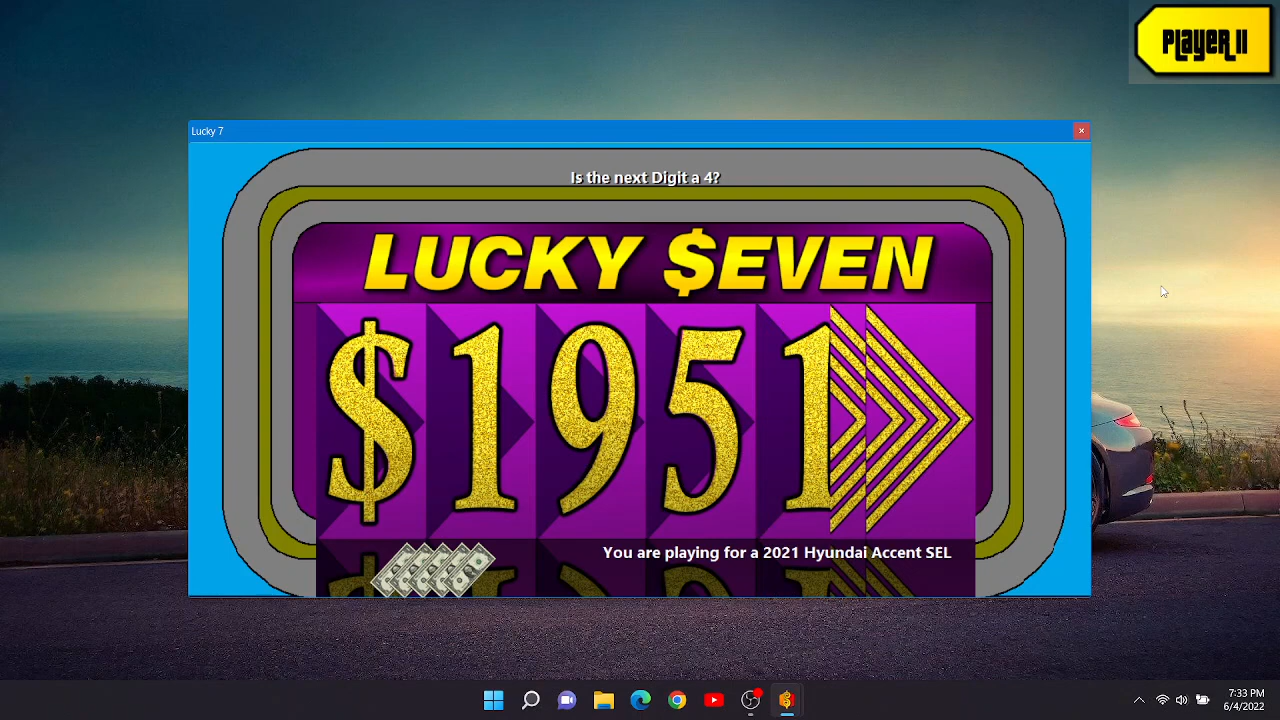 PLAYER II
Lucky 7
Is the next Digit a 4?
LUCKY $EVEN
$1951
You are playing for a 2021 Hyundai Accent SEL
7:33 PM
6/4/2022